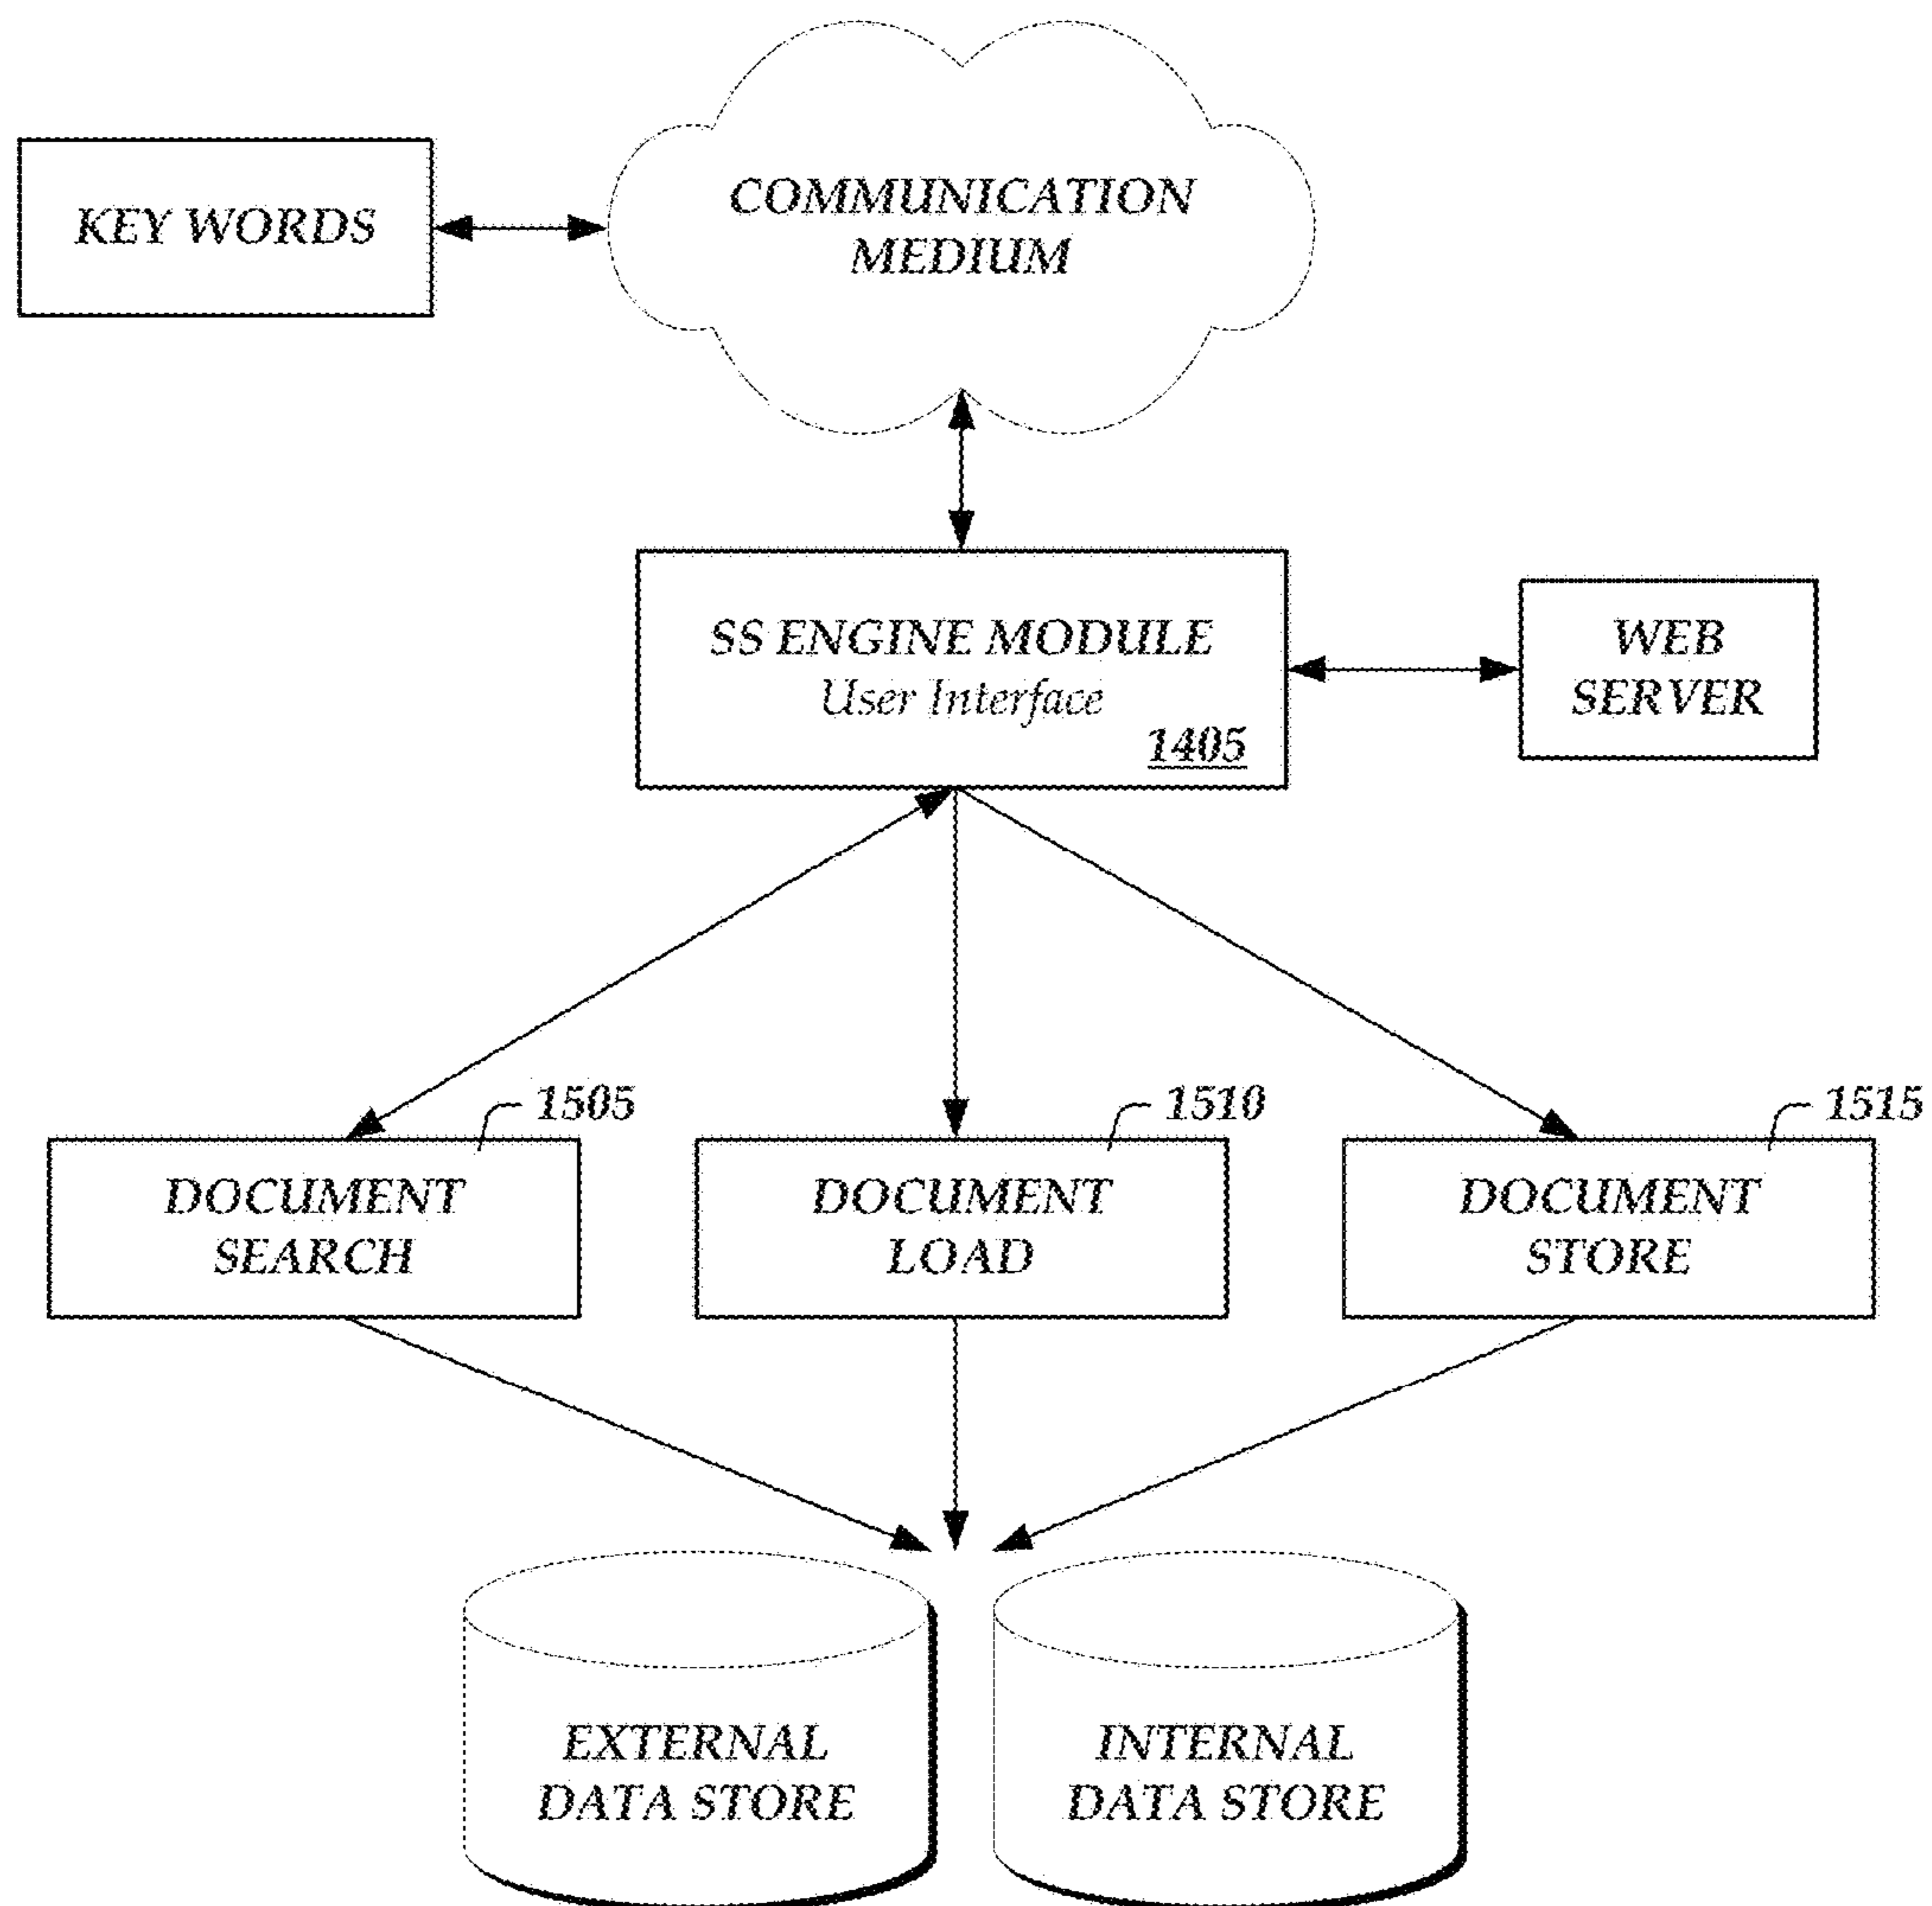 COMMUNICATION
MEDIUM
KEY WORDS
SS ENGINE MODULE
User Interface
1405
WEB
SERVER
1505
1510
1515
DOCUMENT
SEARCH
DOCUMENT
LOAD
DOCUMENT
STORE
EXTERNAL
DATA STORE
INTERNAL
DATA STORE